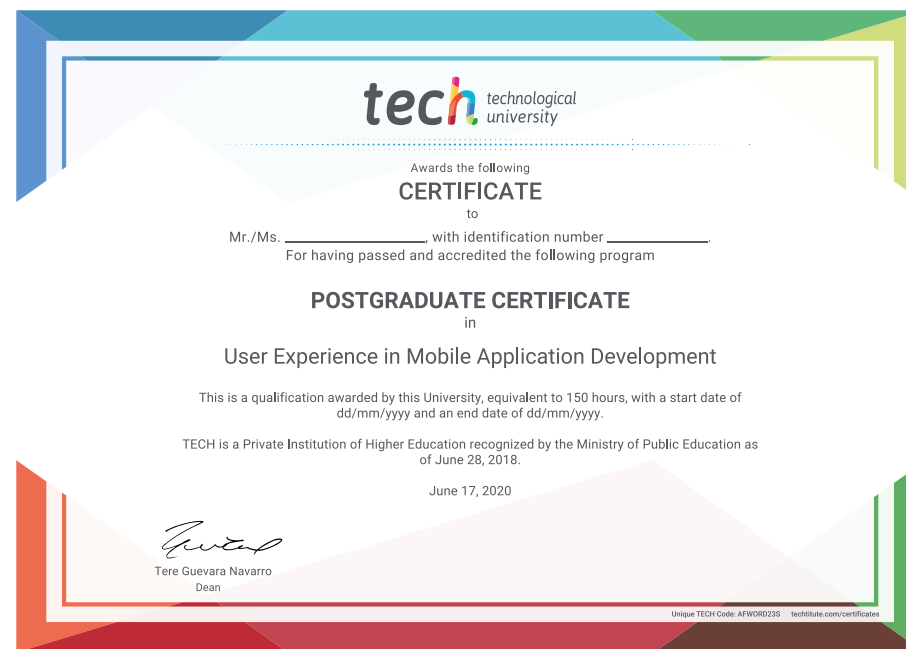 tech technological
university
Awards the following
CERTIFICATE
to
Mr./Ms. ____________________, with identification number ______________.
For having passed and accredited the following program
POSTGRADUATE CERTIFICATE
in
User Experience in Mobile Application Development
This is a qualification awarded by this University, equivalent to 150 hours, with a start date of
dd/mm/yyyy and an end date of dd/mm/yyyy.
TECH is a Private Institution of Higher Education recognized by the Ministry of Public Education as
of June 28, 2018.
June 17, 2020
Tere Guevara Navarro
Dean
Unique TECH Code: AFWORD23S techtitute.com/certificates